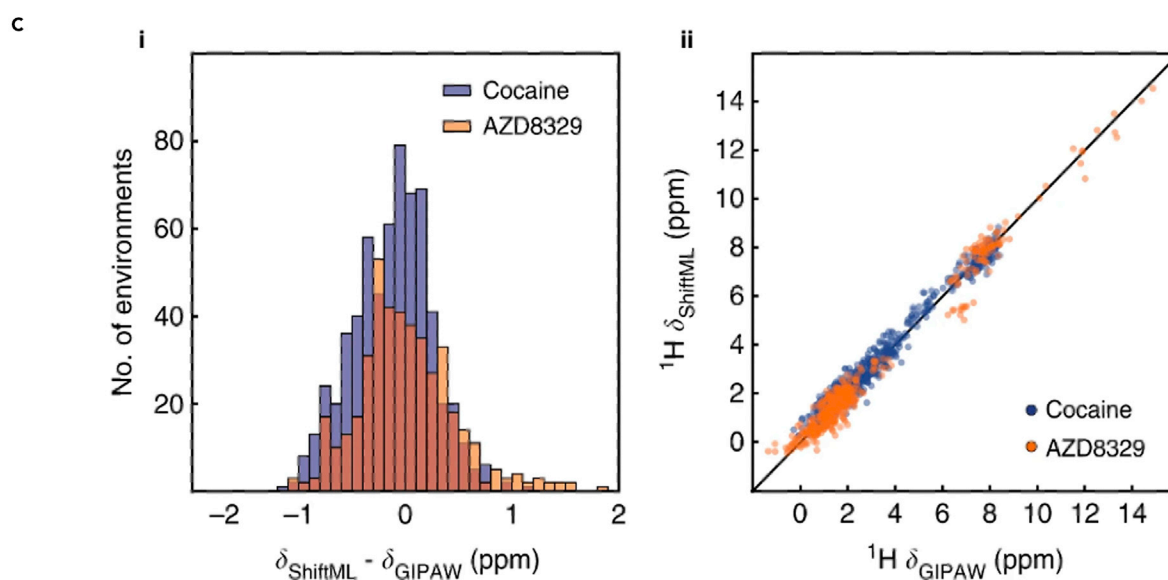 c
i
ii
Cocaine
AZD8329
80
60
40
20
No. of environments
−2 −1 0 1 2
δShiftML - δGIPAW (ppm)
14
12
10
8
6
4
2
0
¹H δShiftML (ppm)
Cocaine
AZD8329
0 2 4 6 8 10 12 14
¹H δGIPAW (ppm)